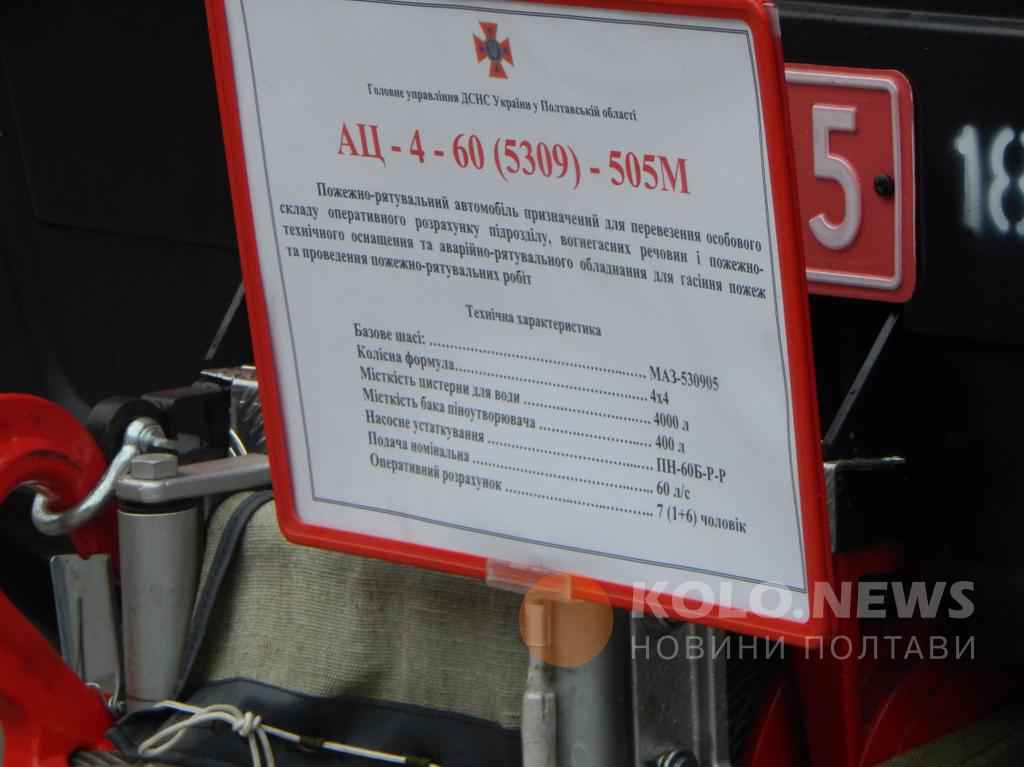 Головне управління ДСНС України у Полтавській області
АЦ - 4 - 60 (5309) - 505М
Пожежно-рятувальний автомобіль призначений для перевезення особового
складу оперативного розрахунку підрозділу, вогнегасних речовин і пожежно-
технічного оснащення та аварійно-рятувального обладнання для гасіння пожеж
та проведення пожежно-рятувальних робіт
Технічна характеристика
Базове шасі: ........................................ МАЗ-530905
Колісна формула........................................ 4х4
Місткість цистерни для води ........................ 4000 л
Місткість бака піноутворювача ...................... 400 л
Насосне устаткування ............................... ПН-60Б-Р-Р
Подача номінальна ................................... 60 л/с
Оперативний розрахунок ............................. 7 (1+6) чоловік
5
18
KOLO.NEWS
НОВИНИ ПОЛТАВИ